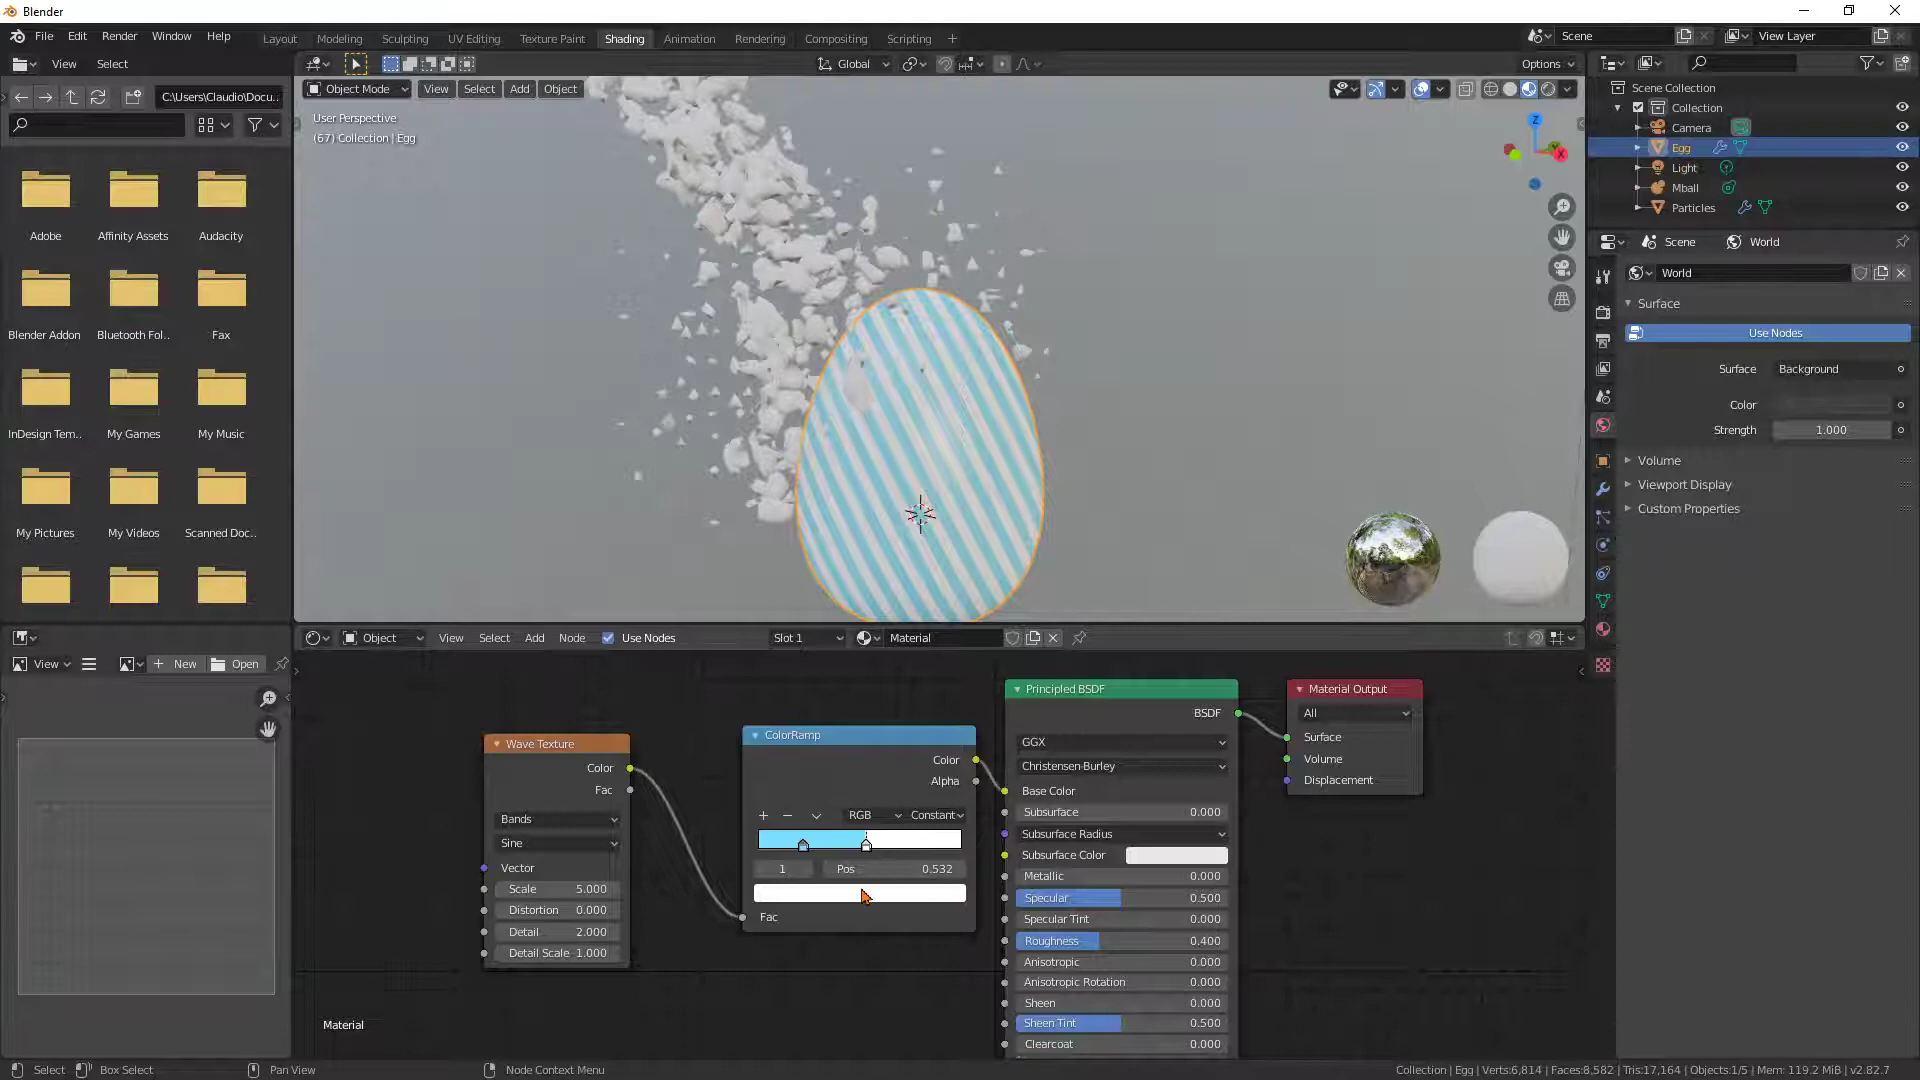 Blender
File Edit Render Window Help
Layout Modeling Sculpting UV Editing Texture Paint Shading Animation Rendering Compositing Scripting
Scene
View Layer
View Select
Global
Options
C:\Users\Claudio\Docu..
Object Mode View Select Add Object
User Perspective
(67) Collection | Egg
Z
Y
X
Scene Collection
Collection
Camera
Egg
Light
Mball
Particles
Scene World
World
Surface
Use Nodes
Surface Background
Color
Strength 1.000
Volume
Viewport Display
Custom Properties
Adobe Affinity Assets Audacity
Blender Addon Bluetooth Fol.. Fax
InDesign Tem.. My Games My Music
My Pictures My Videos Scanned Doc..
View New Open
Object View Select Add Node Use Nodes Slot 1 Material
Wave Texture
Color
Fac
Bands
Sine
Vector
Scale 5.000
Distortion 0.000
Detail 2.000
Detail Scale 1.000
ColorRamp
Color
Alpha
RGB Constant
1 Pos 0.532
Fac
Principled BSDF
BSDF
GGX
Christensen-Burley
Base Color
Subsurface 0.000
Subsurface Radius
Subsurface Color
Metallic 0.000
Specular 0.500
Specular Tint 0.000
Roughness 0.400
Anisotropic 0.000
Anisotropic Rotation 0.000
Sheen 0.000
Sheen Tint 0.500
Clearcoat 0.000
Material Output
All
Surface
Volume
Displacement
Material
Select Box Select Pan View Node Context Menu
Collection | Egg | Verts:6,814 | Faces:8,582 | Tris:17,164 | Objects:1/5 | Mem: 119.2 MiB | v2.82.7